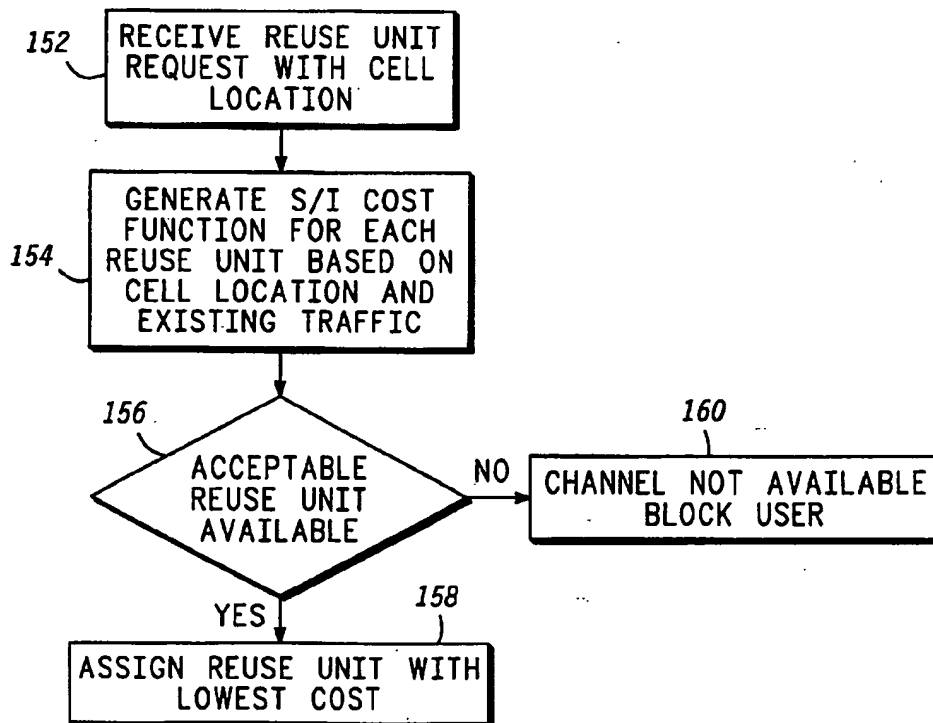 152
RECEIVE REUSE UNIT
REQUEST WITH CELL
LOCATION
154
GENERATE S/I COST
FUNCTION FOR EACH
REUSE UNIT BASED ON
CELL LOCATION AND
EXISTING TRAFFIC
156
ACCEPTABLE
REUSE UNIT
AVAILABLE
NO
160
CHANNEL NOT AVAILABLE
BLOCK USER
YES
158
ASSIGN REUSE UNIT WITH
LOWEST COST